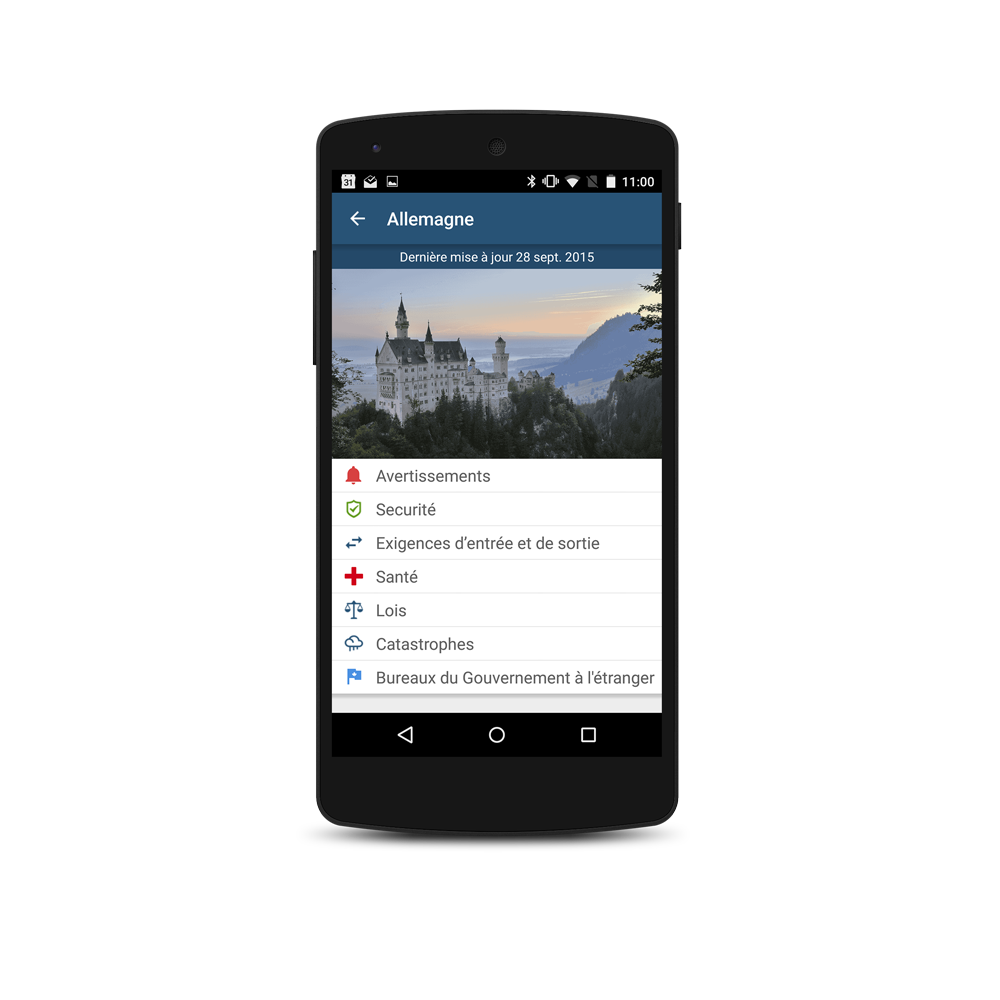 31
11:00
Allemagne
Dernière mise à jour 28 sept. 2015
Avertissements
Securité
Exigences d’entrée et de sortie
Santé
Lois
Catastrophes
Bureaux du Gouvernement à l'étranger